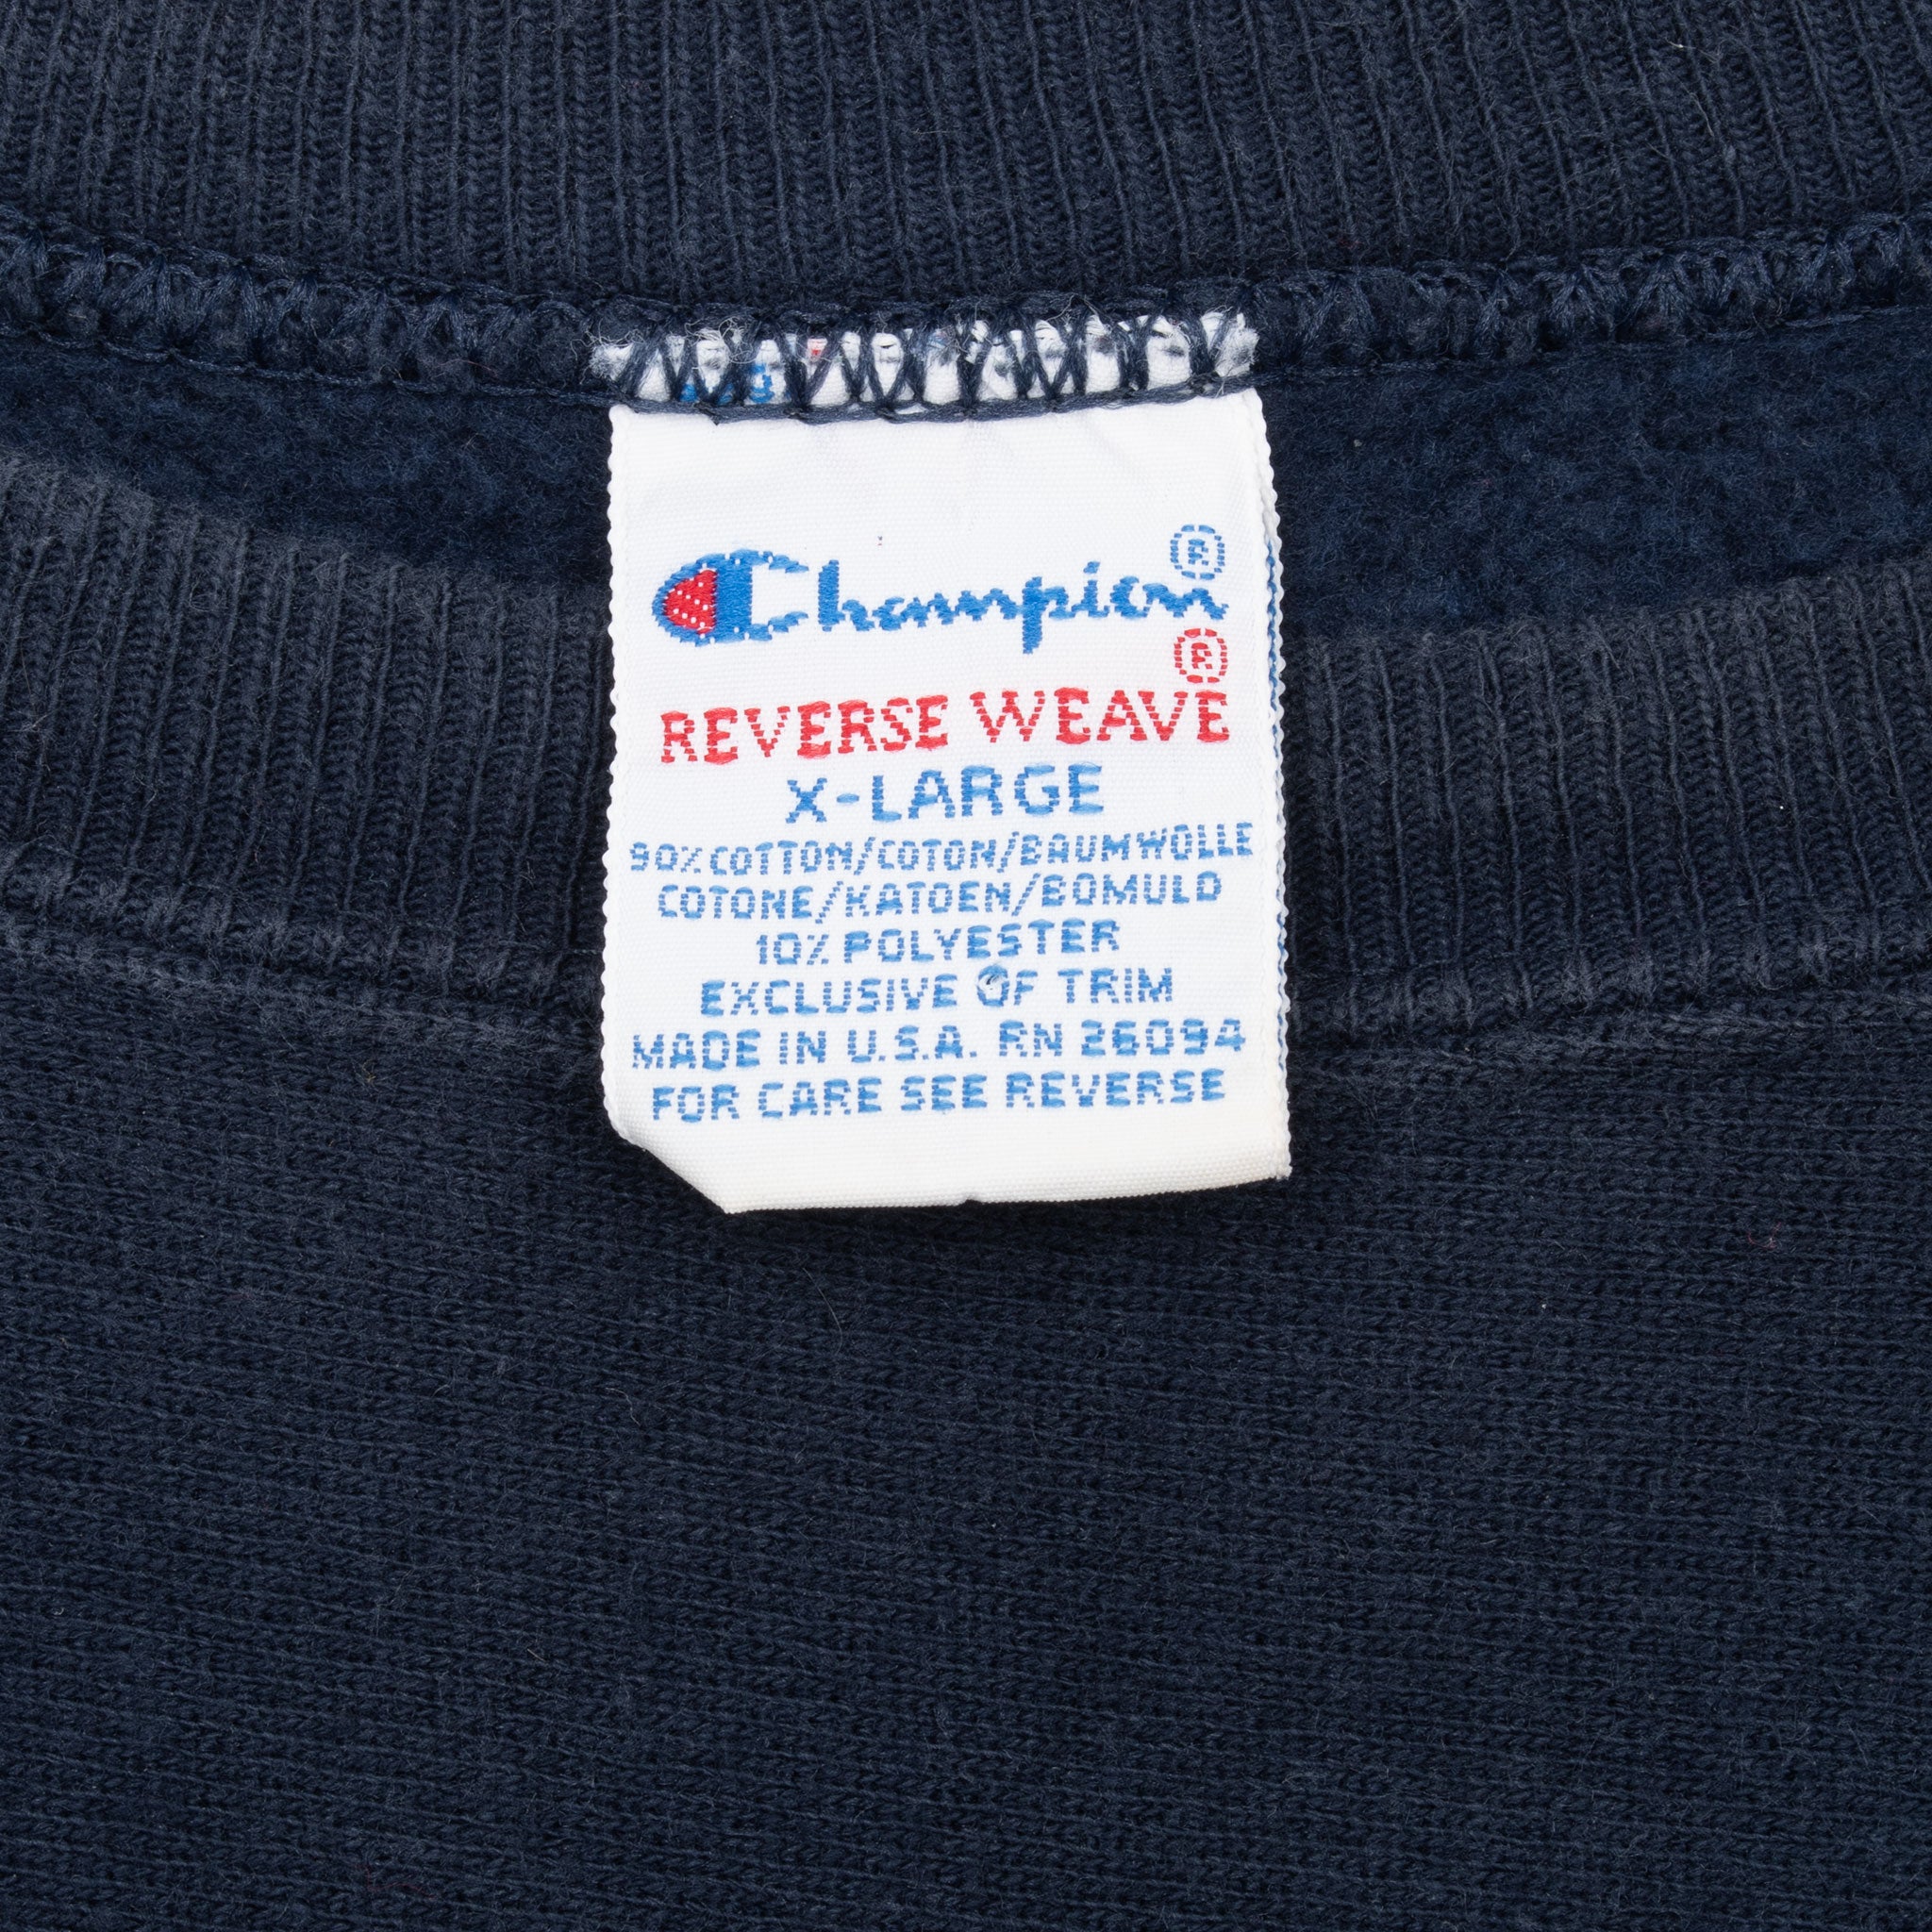 Champion®
®
REVERSE WEAVE
X-LARGE
90% COTTON/COTON/BAUMWOLLE
COTONE/KATOEN/BOMULD
10% POLYESTER
EXCLUSIVE OF TRIM
MADE IN U.S.A. RN 26094
FOR CARE SEE REVERSE